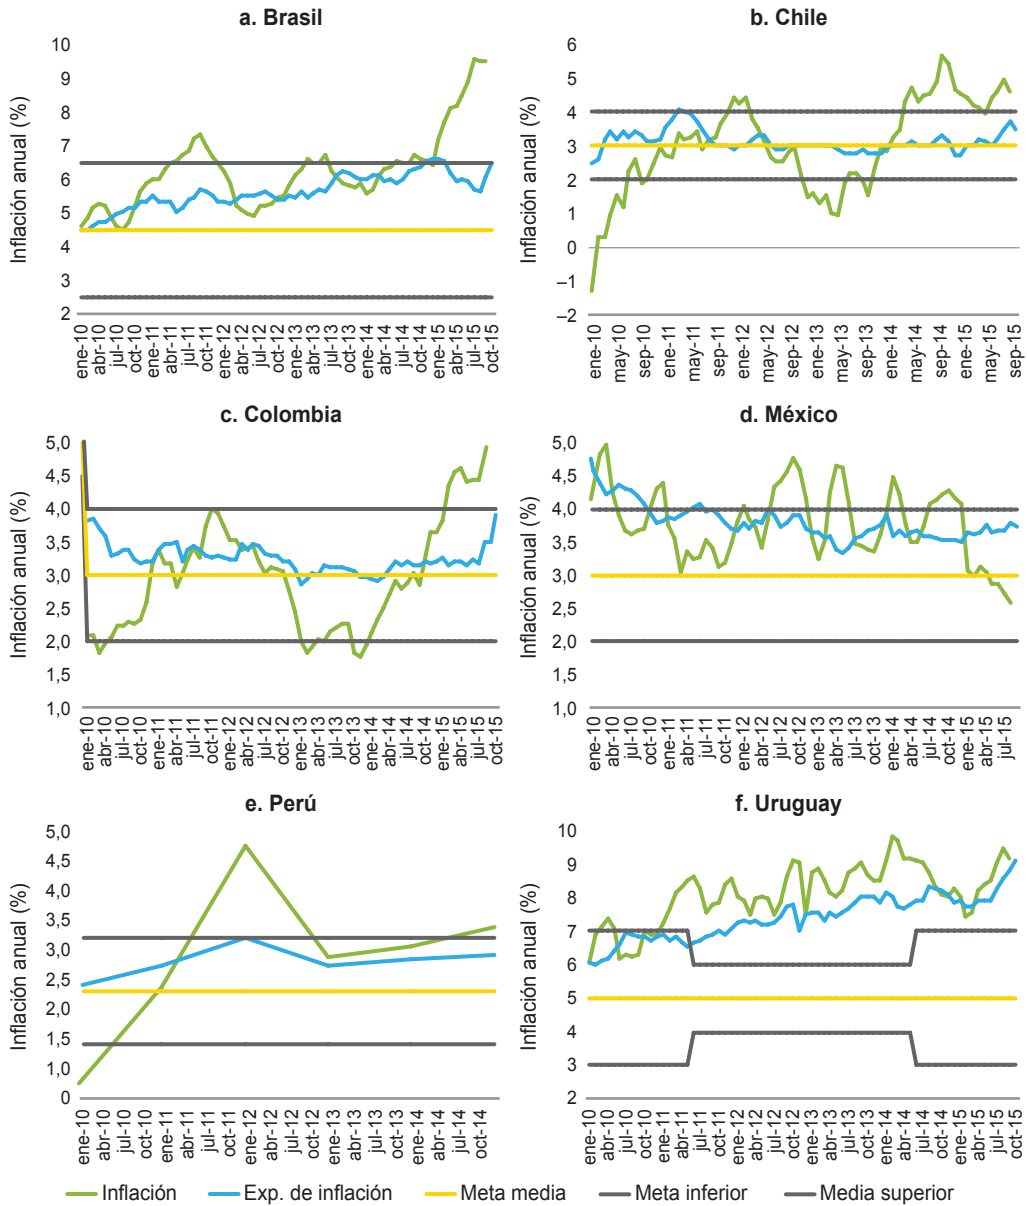 a. Brasil
Inflación anual (%)
10
9
8
7
6
5
4
3
2
ene-10
abr-10
jul-10
oct-10
ene-11
abr-11
jul-11
oct-11
ene-12
abr-12
jul-12
oct-12
ene-13
abr-13
jul-13
oct-13
ene-14
abr-14
jul-14
oct-14
ene-15
abr-15
jul-15
oct-15
b. Chile
Inflación anual (%)
6
5
4
3
2
1
0
–1
–2
ene-10
may-10
sep-10
ene-11
may-11
sep-11
ene-12
may-12
sep-12
ene-13
may-13
sep-13
ene-14
may-14
sep-14
ene-15
may-15
sep-15
c. Colombia
Inflación anual (%)
5,0
4,5
4,0
3,5
3,0
2,5
2,0
1,5
1,0
ene-10
abr-10
jul-10
oct-10
ene-11
abr-11
jul-11
oct-11
ene-12
abr-12
jul-12
oct-12
ene-13
abr-13
jul-13
oct-13
ene-14
abr-14
jul-14
oct-14
ene-15
abr-15
jul-15
oct-15
d. México
Inflación anual (%)
5,0
4,5
4,0
3,5
3,0
2,5
2,0
1,5
1,0
ene-10
abr-10
jul-10
oct-10
ene-11
abr-11
jul-11
oct-11
ene-12
abr-12
jul-12
oct-12
ene-13
abr-13
jul-13
oct-13
ene-14
abr-14
jul-14
oct-14
ene-15
abr-15
jul-15
e. Perú
Inflación anual (%)
5,0
4,5
4,0
3,5
3,0
2,5
2,0
1,5
1,0
0
ene-10
abr-10
jul-10
oct-10
ene-11
abr-11
jul-11
oct-11
ene-12
abr-12
jul-12
oct-12
ene-13
abr-13
jul-13
oct-13
ene-14
abr-14
jul-14
oct-14
f. Uruguay
Inflación anual (%)
10
9
8
7
6
5
4
3
2
ene-10
abr-10
jul-10
oct-10
ene-11
abr-11
jul-11
oct-11
ene-12
abr-12
jul-12
oct-12
ene-13
abr-13
jul-13
oct-13
ene-14
abr-14
jul-14
oct-14
ene-15
abr-15
jul-15
oct-15
Inflación
Exp. de inflación
Meta media
Meta inferior
Media superior